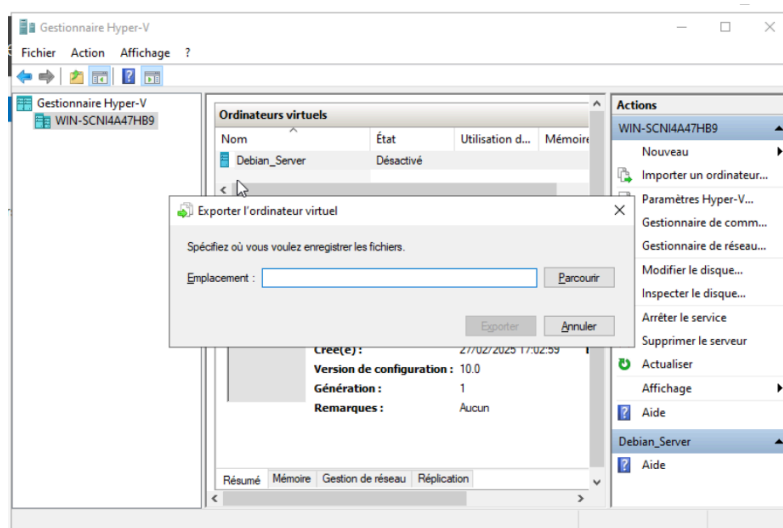 Gestionnaire Hyper-V
Fichier Action Affichage ?
Gestionnaire Hyper-V
WIN-SCNI4A47HB9
Ordinateurs virtuels
Nom État Utilisation d... Mémoire
Debian_Server Désactivé
Exporter l'ordinateur virtuel
Spécifiez où vous voulez enregistrer les fichiers.
Emplacement : Parcourir
Exporter Annuler
Créé(e) : 27/02/2025 17:02:59
Version de configuration : 10.0
Génération : 1
Remarques : Aucun
Résumé Mémoire Gestion de réseau Réplication
Actions
WIN-SCNI4A47HB9
Nouveau
Importer un ordinateur...
Paramètres Hyper-V...
Gestionnaire de comm...
Gestionnaire de réseau...
Modifier le disque...
Inspecter le disque...
Arrêter le service
Supprimer le serveur
Actualiser
Affichage
Aide
Debian_Server
Aide